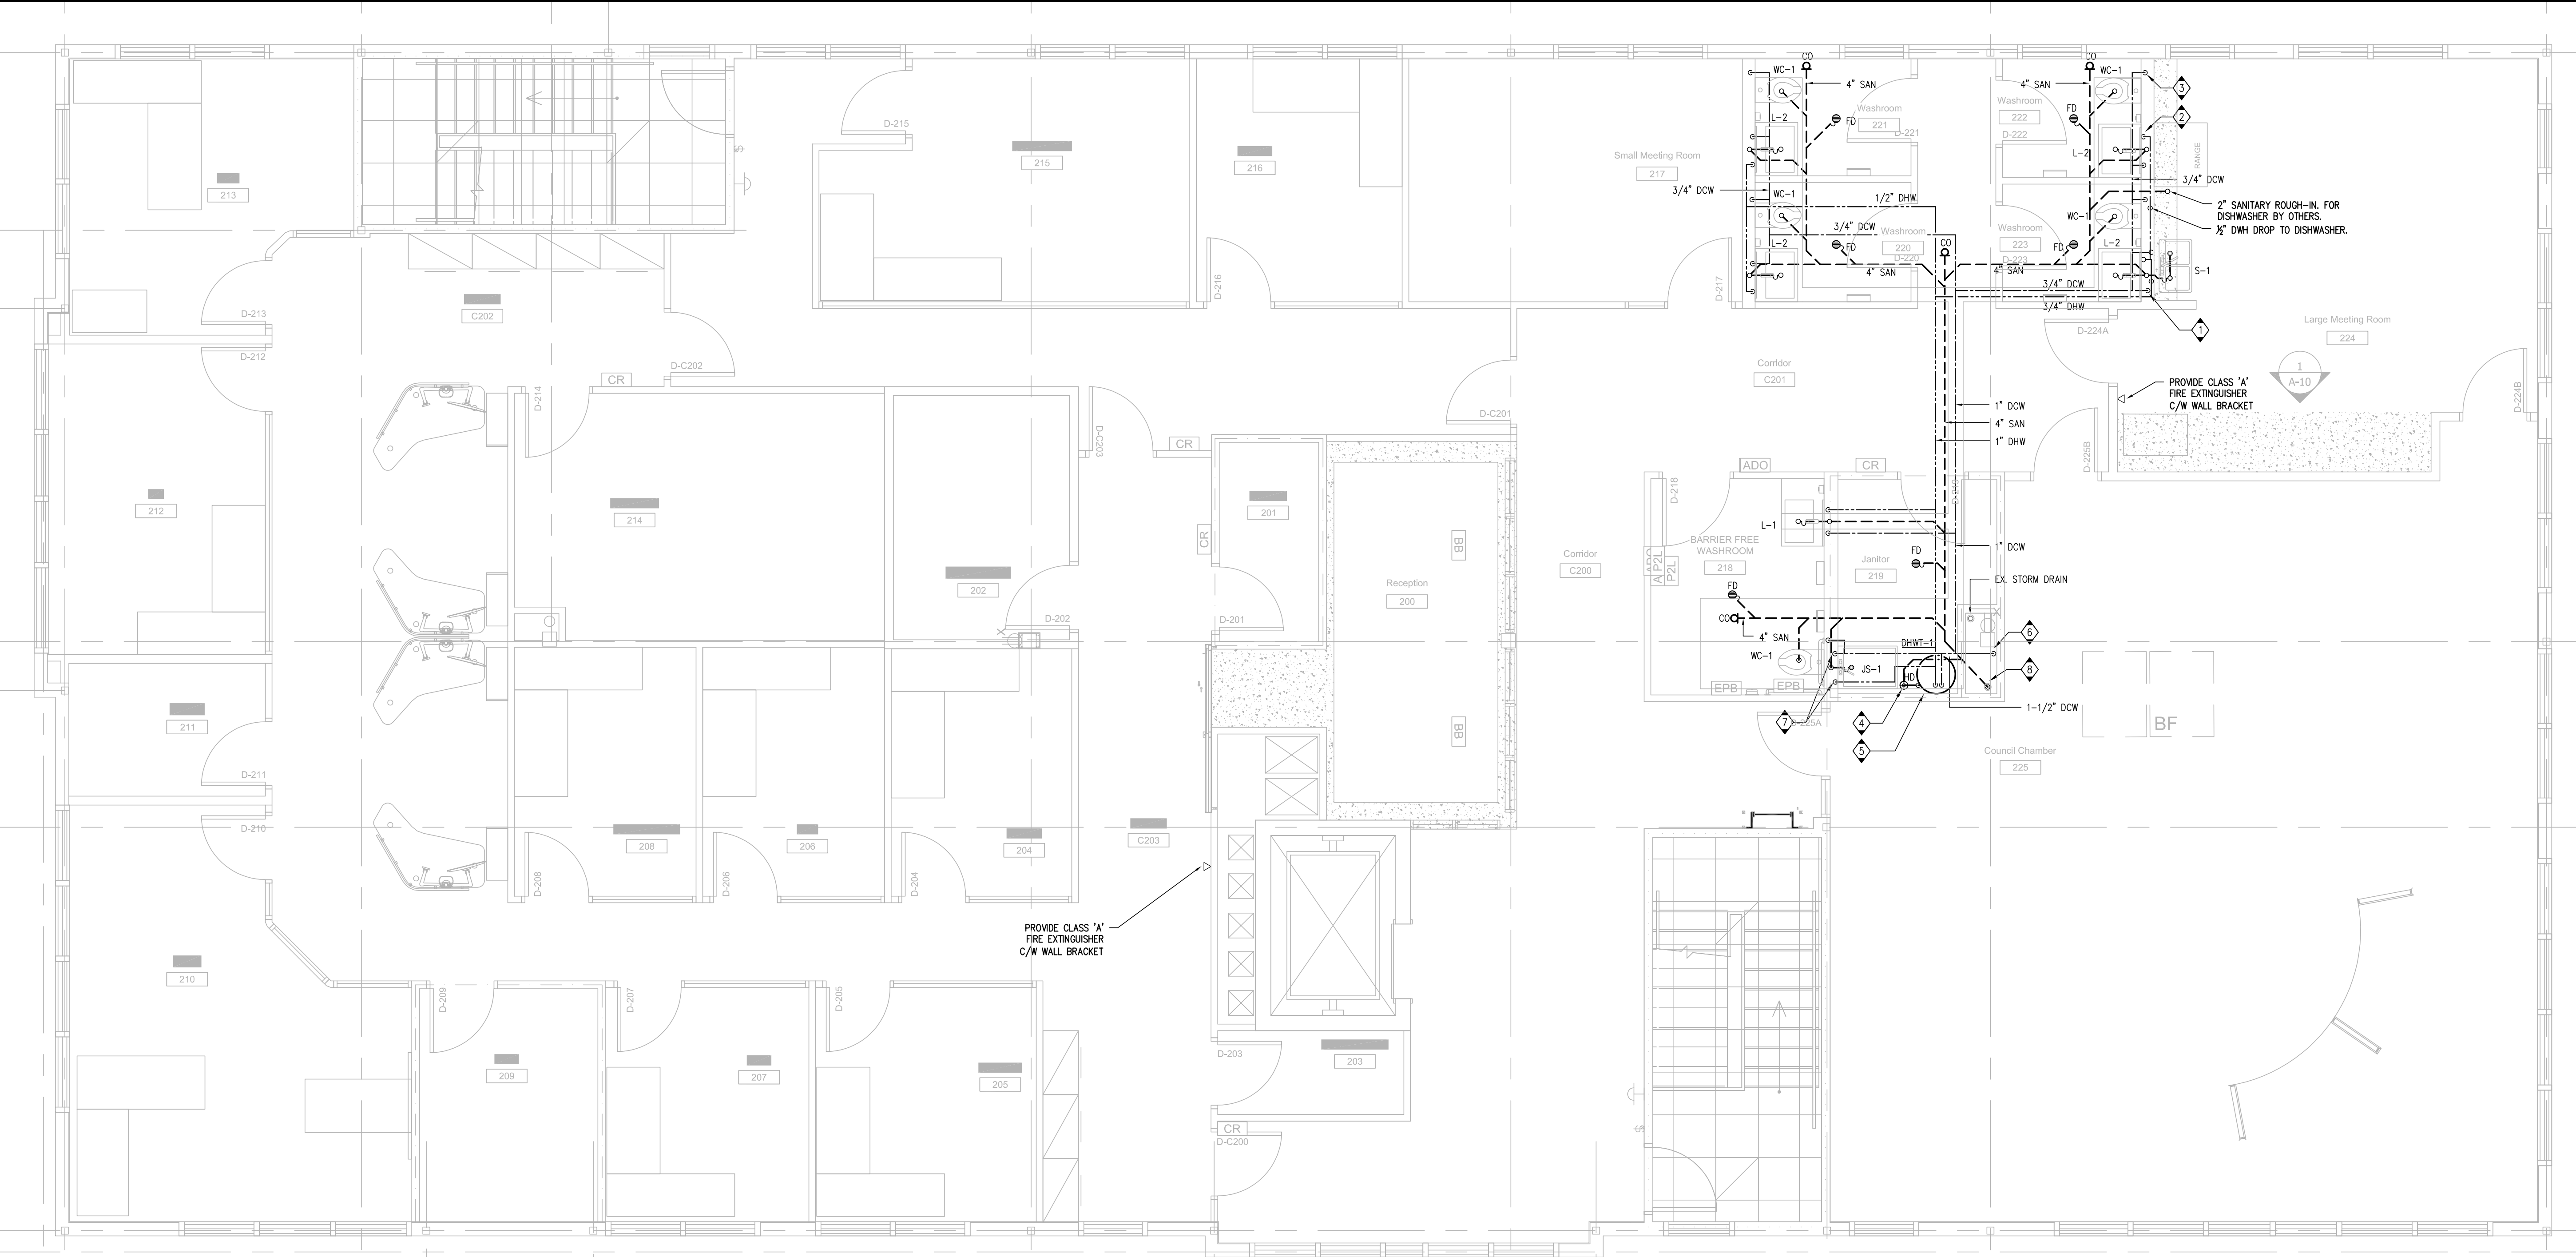 CO
WC-1
4" SAN
FD
L-2
Washroom
221
D-221
3/4" DCW
WC-1
1/2" DHW
3/4" DCW
Washroom
220
D-220
FD
L-2
4" SAN
CO
CO
WC-1
4" SAN
Washroom
222
D-222
FD
L-2
3
2
RANGE
3/4" DCW
2" SANITARY ROUGH-IN. FOR
DISHWASHER BY OTHERS.
½" DWH DROP TO DISHWASHER.
WC-1
Washroom
223
D-223
FD
L-2
4" SAN
S-1
3/4" DCW
3/4" DHW
1
D-224A
Large Meeting Room
224
1
A-10
PROVIDE CLASS 'A'
FIRE EXTINGUISHER
C/W WALL BRACKET
D-224B
D-225B
213
D-213
D-212
C202
D-C202
CR
D-214
D-215
215
216
D-216
Small Meeting Room
217
D-217
Corridor
C201
D-C201
1" DCW
4" SAN
1" DHW
212
214
202
D-202
D-C203
CR
CR
201
D-201
BB
Reception
200
BB
Corridor
C200
D-218
ADO
CR
P2L
P2L
L-1
BARRIER FREE
WASHROOM
218
FD
CO
4" SAN
WC-1
EPB
EPB
Janitor
219
FD
1" DCW
EX. STORM DRAIN
DHWT-1
JS-1
HD
6
8
1-1/2" DCW
7
4
5
D-225A
BF
Council Chamber
225
211
D-211
D-210
210
208
D-208
206
D-206
204
D-204
C203
PROVIDE CLASS 'A'
FIRE EXTINGUISHER
C/W WALL BRACKET
D-209
209
D-207
207
D-205
205
D-203
203
CR
D-C200